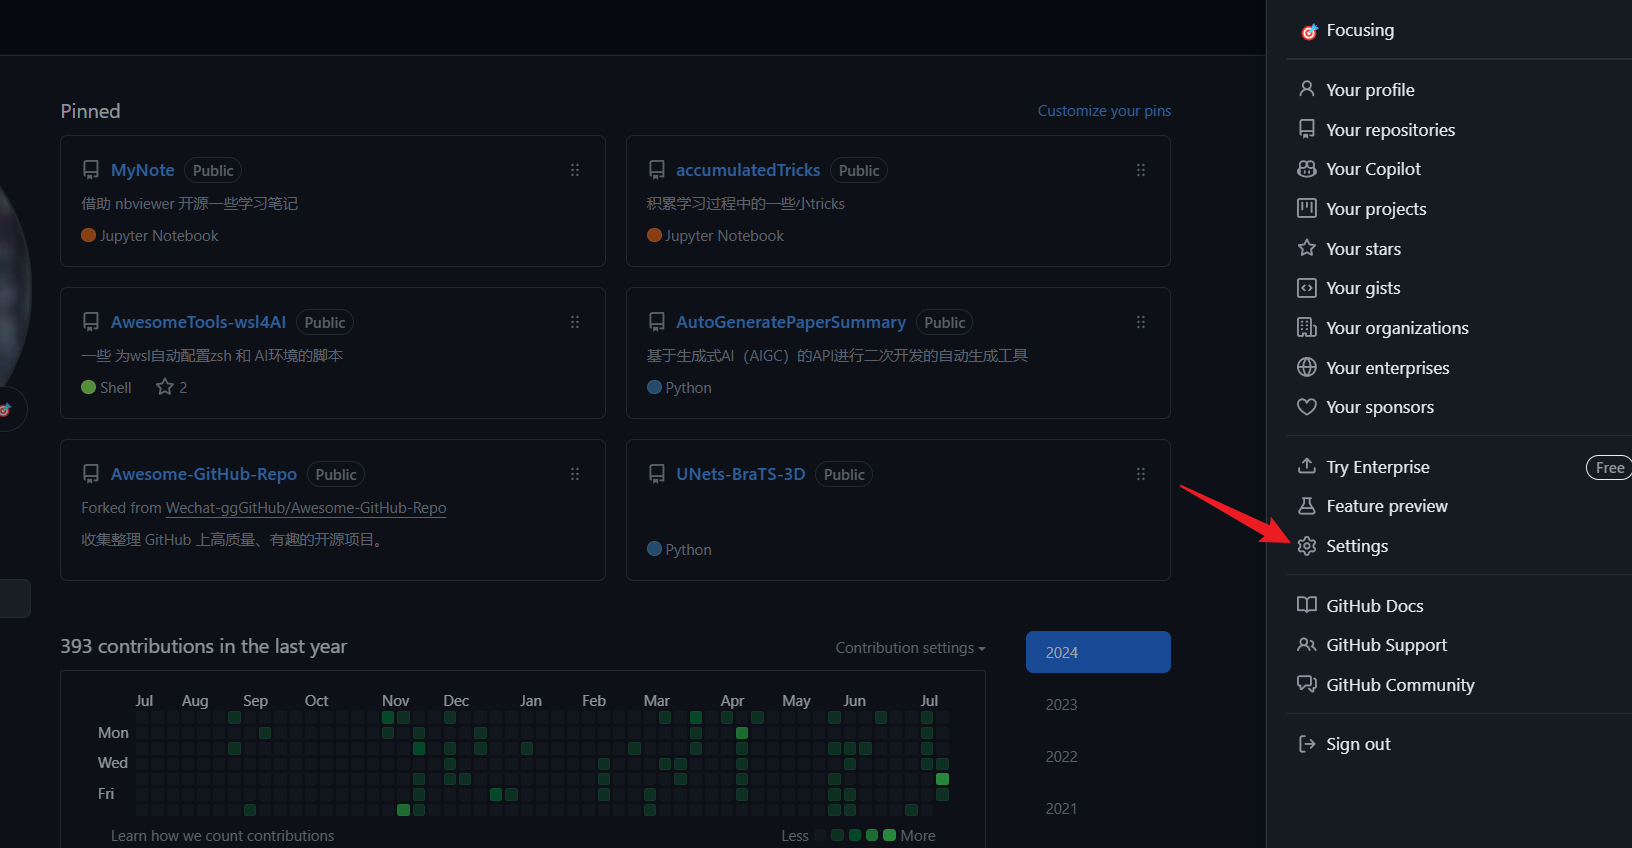 Pinned
Customize your pins
MyNote Public
借助 nbviewer 开源一些学习笔记
Jupyter Notebook
accumulatedTricks Public
积累学习过程中的一些小tricks
Jupyter Notebook
AwesomeTools-wsl4AI Public
一些 为wsl自动配置zsh 和 AI环境的脚本
Shell 2
AutoGeneratePaperSummary Public
基于生成式AI（AIGC）的API进行二次开发的自动生成工具
Python
Awesome-GitHub-Repo Public
Forked from Wechat-ggGitHub/Awesome-GitHub-Repo
收集整理 GitHub 上高质量、有趣的开源项目。
UNets-BraTS-3D Public
Python
393 contributions in the last year
Contribution settings
2024
2023
2022
2021
Jul Aug Sep Oct Nov Dec Jan Feb Mar Apr May Jun Jul
Mon
Wed
Fri
Learn how we count contributions
Less More
Focusing
Your profile
Your repositories
Your Copilot
Your projects
Your stars
Your gists
Your organizations
Your enterprises
Your sponsors
Try Enterprise Free
Feature preview
Settings
GitHub Docs
GitHub Support
GitHub Community
Sign out